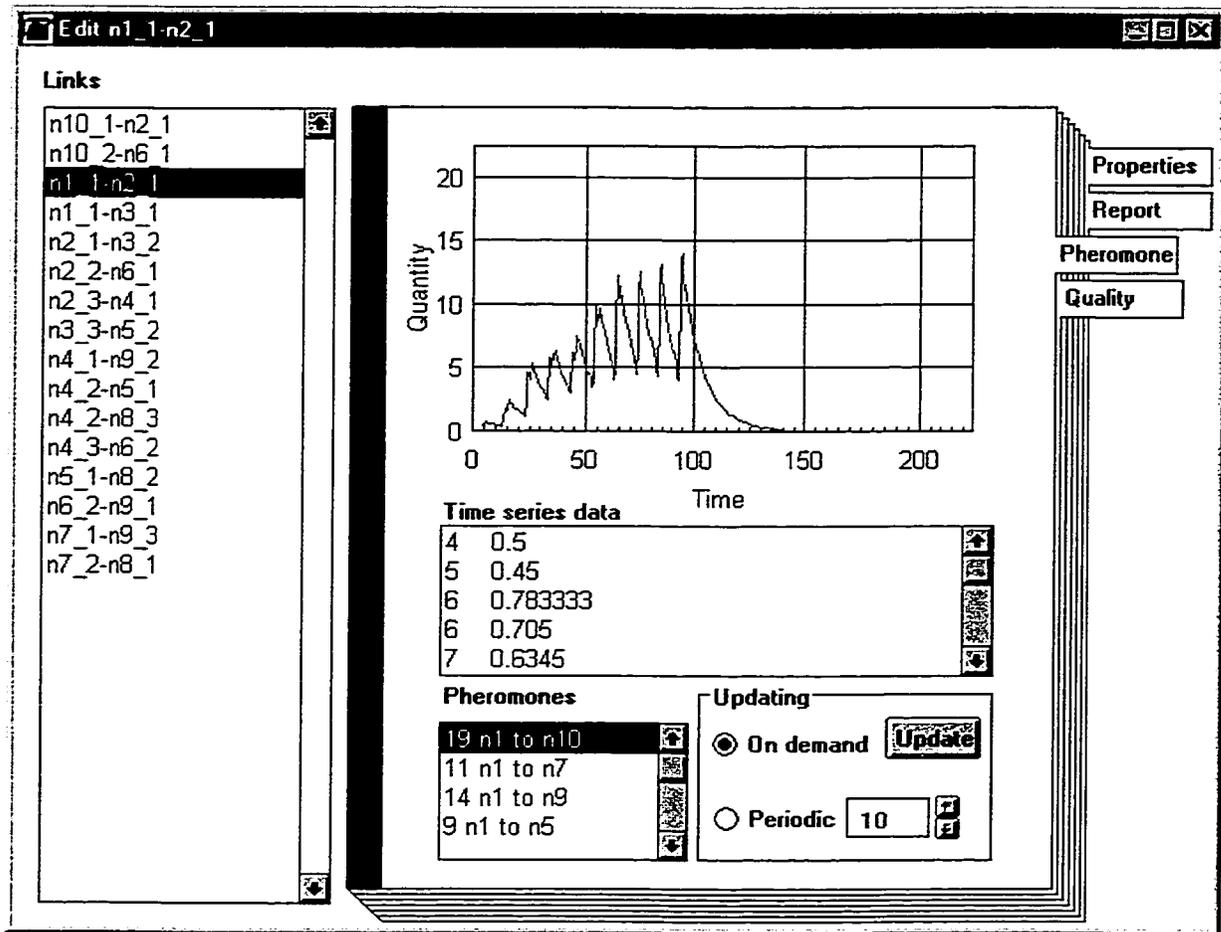 Edit n1_1-n2_1
Links
n10_1-n2_1
n10_2-n6_1
n1_1-n2_1
n1_1-n3_1
n2_1-n3_2
n2_2-n6_1
n2_3-n4_1
n3_3-n5_2
n4_1-n9_2
n4_2-n5_1
n4_2-n8_3
n4_3-n6_2
n5_1-n8_2
n6_2-n9_1
n7_1-n9_3
n7_2-n8_1
Properties
Report
Pheromone
Quality
Quantity
20
15
10
5
0
0 50 100 150 200
Time
Time series data
4 0.5
5 0.45
6 0.783333
6 0.705
7 0.6345
Pheromones
19 n1 to n10
11 n1 to n7
14 n1 to n9
9 n1 to n5
Updating
On demand Update
Periodic 10